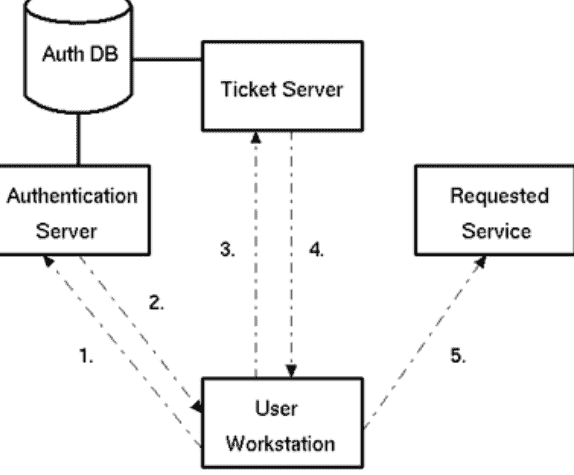 Auth DB
Ticket Server
Authentication
Server
Requested
Service
3.
4.
2.
1.
5.
User
Workstation